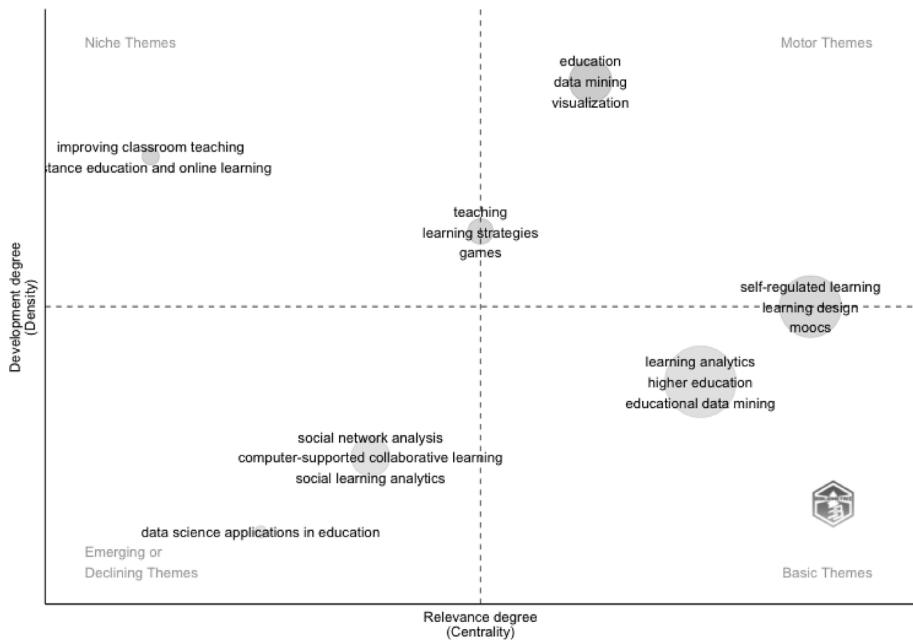 Niche Themes
Motor Themes
education
data mining
visualization
improving classroom teaching
stance education and online learning
teaching
learning strategies
games
self-regulated learning
learning design
moocs
learning analytics
higher education
educational data mining
social network analysis
computer-supported collaborative learning
social learning analytics
data science applications in education
Emerging or
Declining Themes
Basic Themes
Development degree
(Density)
Relevance degree
(Centrality)